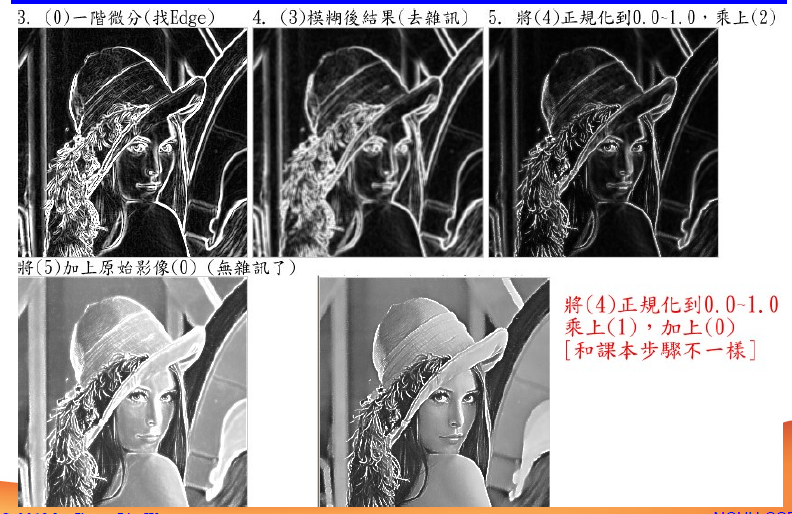 3. (0)一階微分(找Edge)
4. (3)模糊後結果(去雜訊)
5. 將(4)正規化到0.0~1.0，乘上(2)
將(5)加上原始影像(0) (無雜訊了)
將(4)正規化到0.0~1.0
乘上(1)，加上(0)
[和課本步驟不一樣]